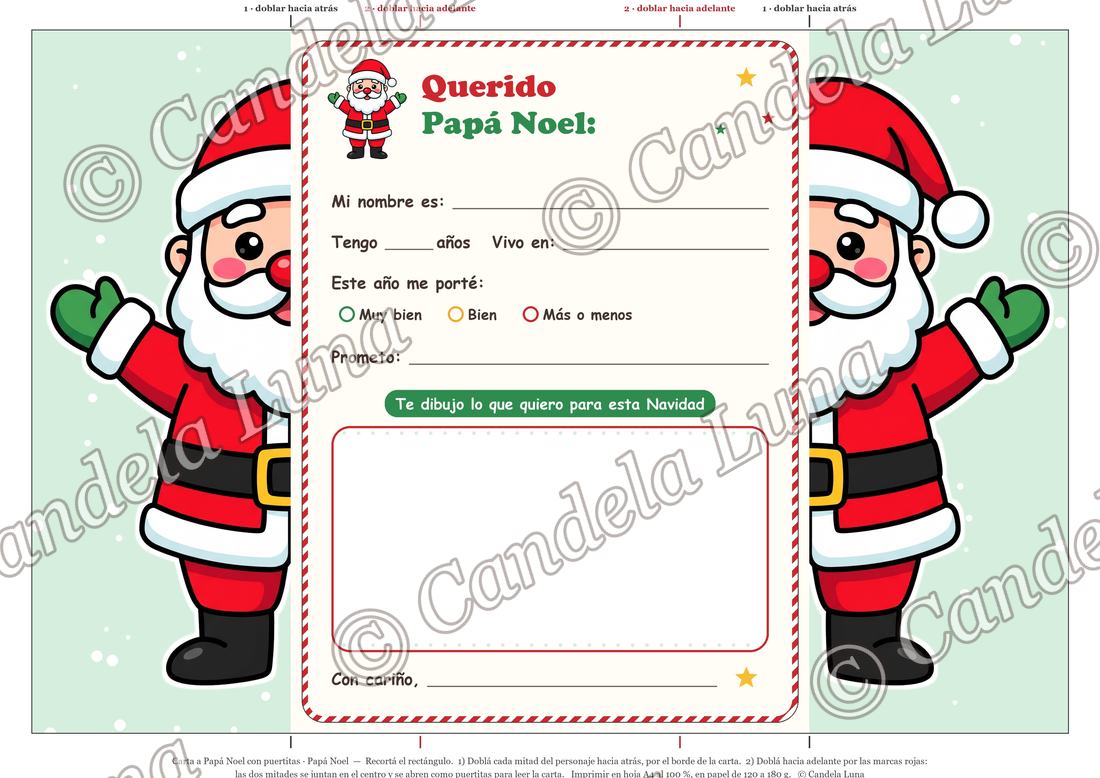 1 · doblar hacia atrás 2 · doblar hacia adelante 2 · doblar hacia adelante 1 · doblar hacia atrás
Querido
Papá Noel:
Mi nombre es:
Tengo ______ años Vivo en:
Este año me porté:
Muy bien Bien Más o menos
Prometo:
Te dibujo lo que quiero para esta Navidad
Con cariño,
Carta a Papá Noel con puertitas · Papá Noel — Recortá el rectángulo. 1) Doblá cada mitad del personaje hacia atrás, por el borde de la carta. 2) Doblá hacia adelante por las marcas rojas:
las dos mitades se juntan en el centro y se abren como puertitas para leer la carta. Imprimir en hoja A4 al 100 %, en papel de 120 a 180 g. © Candela Luna
© Candela Luna
© Candela Luna
© Candela Luna
© Candela Luna
© Candela Luna